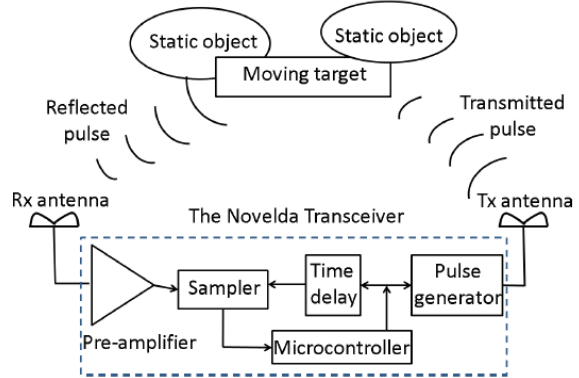 Static object
Static object
Moving target
Reflected
pulse
Transmitted
pulse
Rx antenna
Tx antenna
The Novelda Transceiver
Sampler
Time
delay
Pulse
generator
Pre-amplifier
Microcontroller